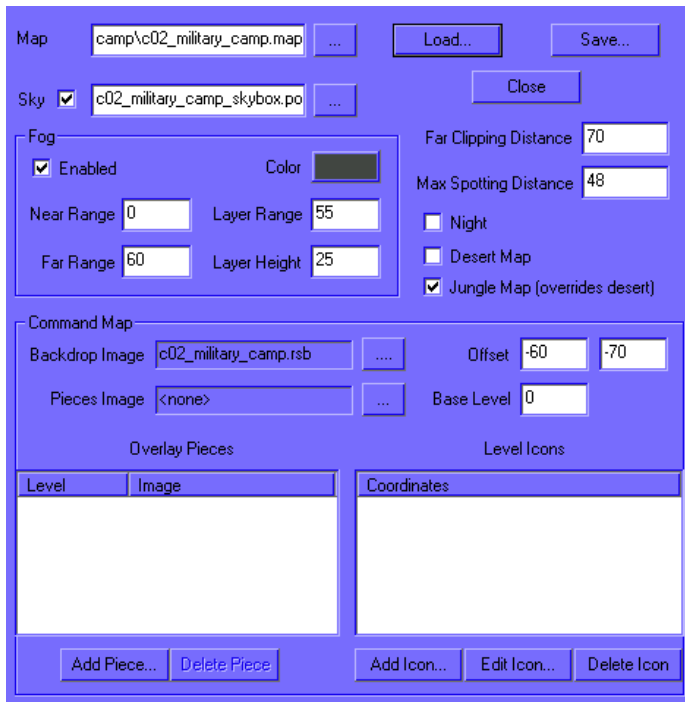 Map camp\c02_military_camp.map ... Load... Save...
Close
Sky c02_military_camp_skybox.po ...
Fog
Far Clipping Distance 70
Enabled Color
Max Spotting Distance 48
Near Range 0 Layer Range 55
Night
Far Range 60 Layer Height 25
Desert Map
Jungle Map (overrides desert)
Command Map
Backdrop Image c02_military_camp.rsb .... Offset -60 -70
Pieces Image <none> ... Base Level 0
Overlay Pieces Level Icons
Level Image Coordinates
Add Piece... Delete Piece Add Icon... Edit Icon... Delete Icon